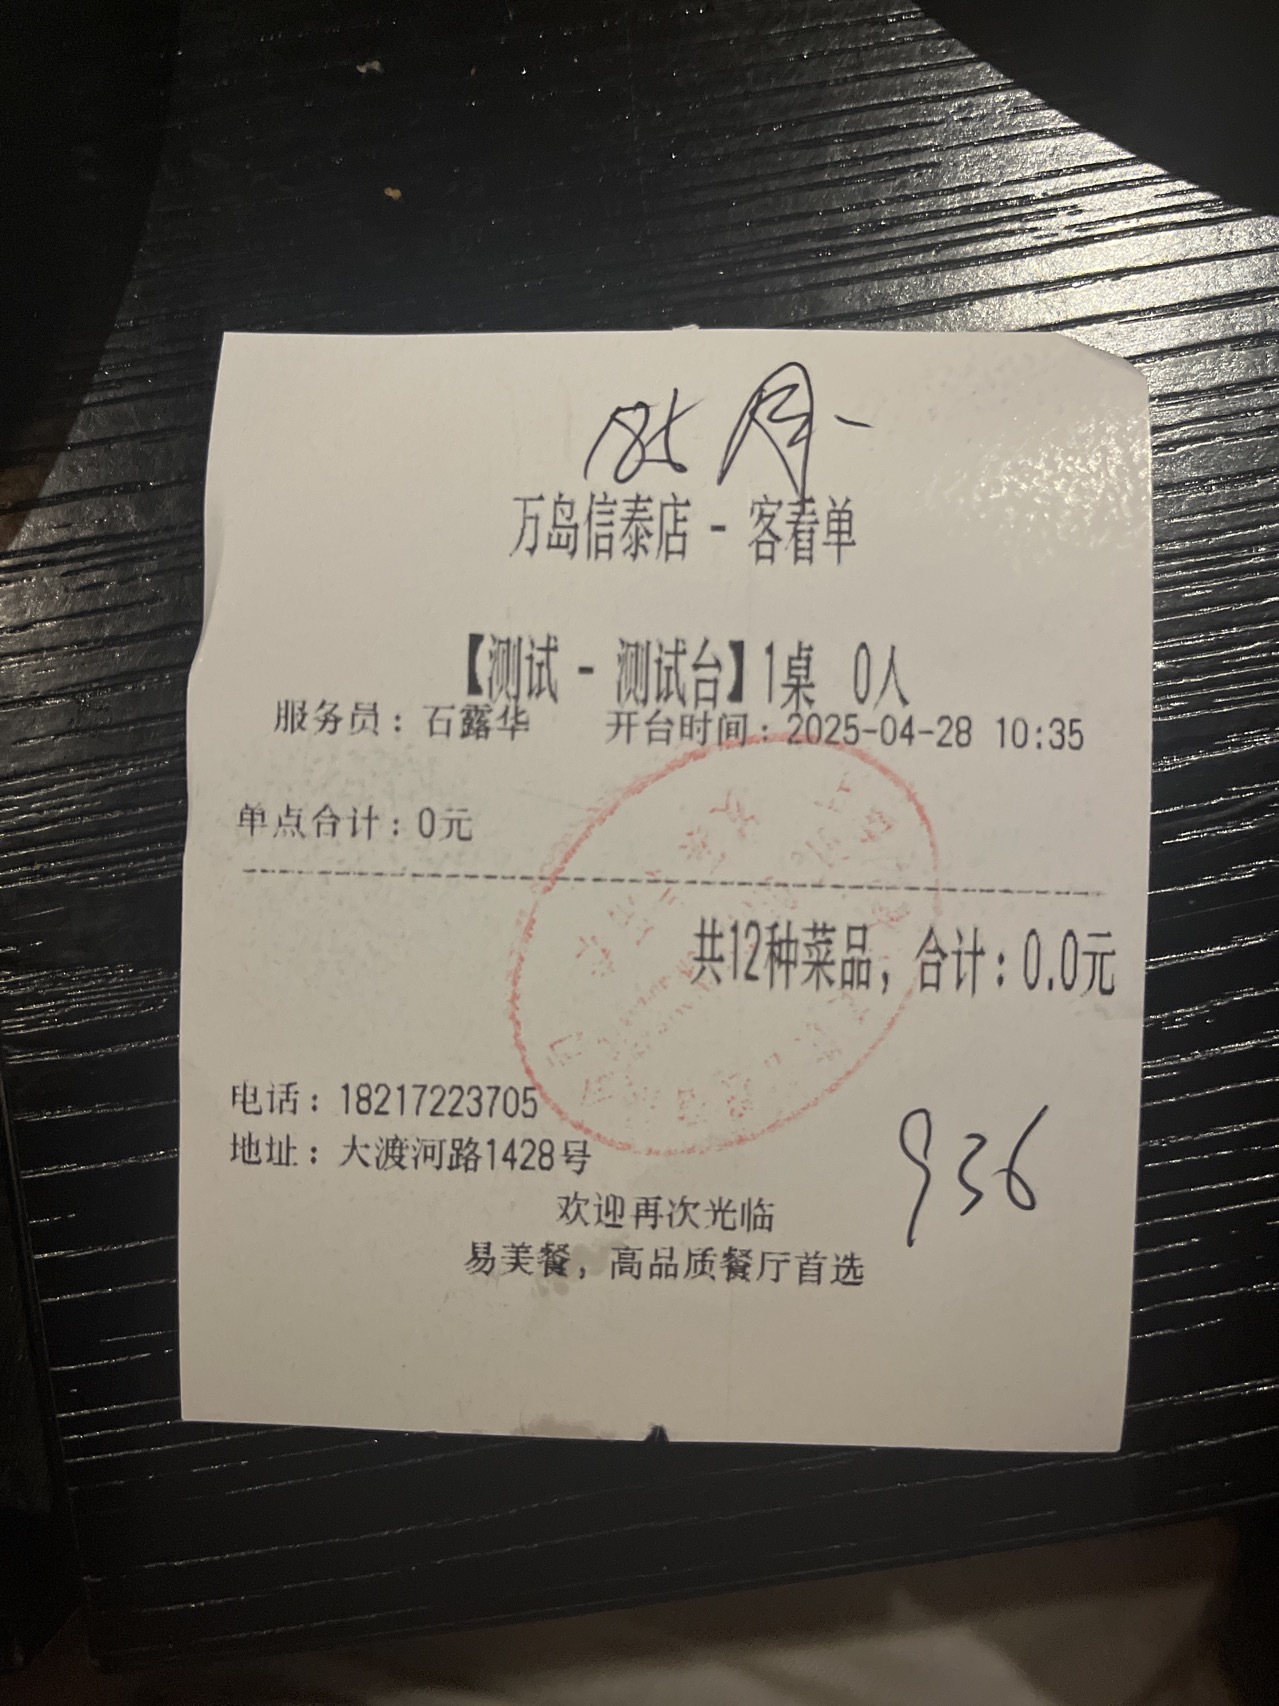 万岛信泰店 - 客看单
【测试 - 测试台】1桌 0人
服务员：石露华 开台时间：2025-04-28 10:35
单点合计：0元
共12种菜品，合计：0.0元
电话：18217223705
地址：大渡河路1428号
936
欢迎再次光临
易美餐，高品质餐厅首选